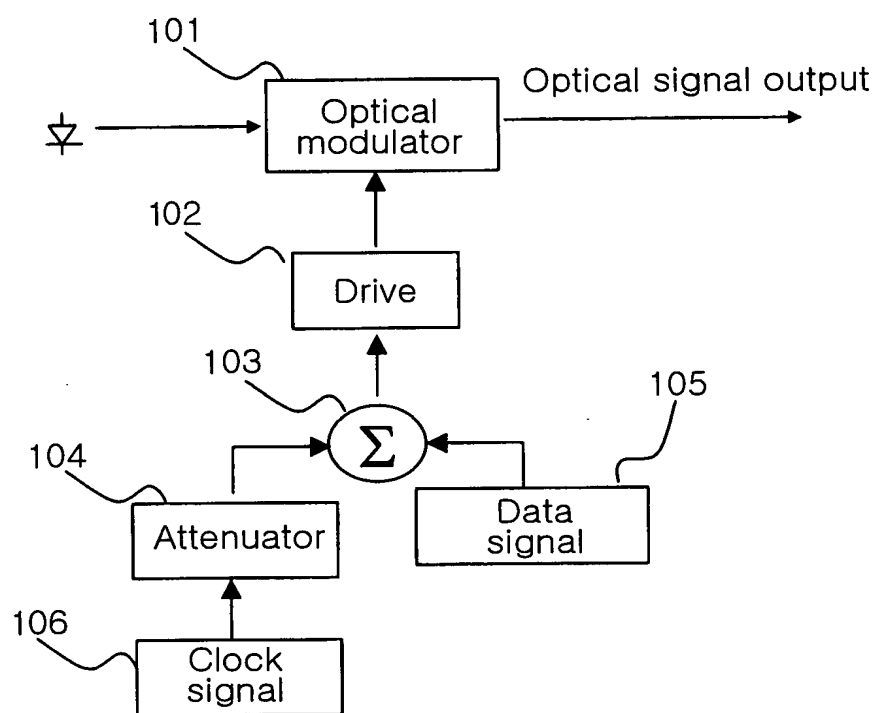 101
Optical signal output
Optical
modulator
102
Drive
103
105
Σ
104
Data
signal
Attenuator
106
Clock
signal